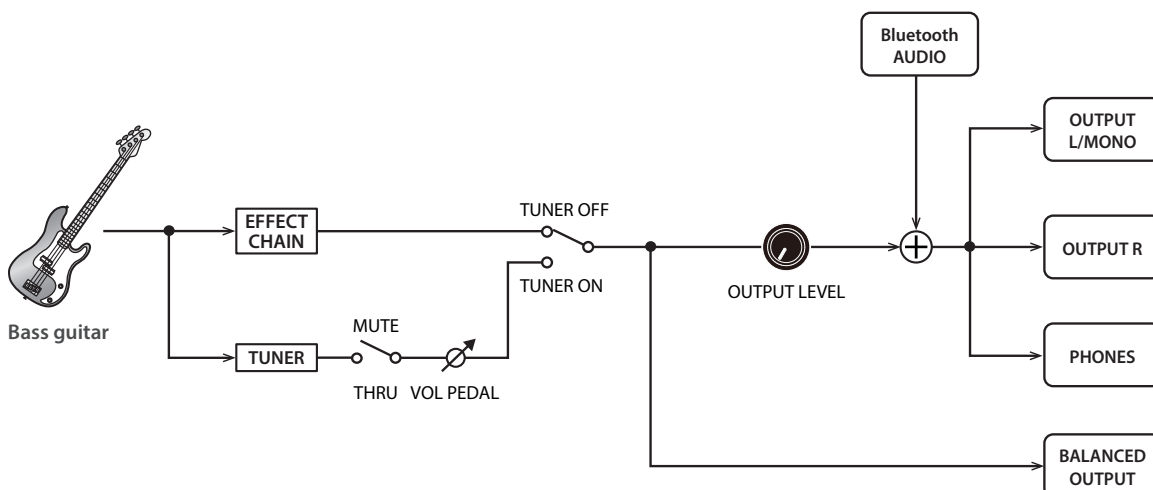 Bluetooth
AUDIO
OUTPUT
L/MONO
EFFECT
CHAIN
TUNER OFF
OUTPUT R
TUNER ON
OUTPUT LEVEL
Bass guitar
MUTE
TUNER
THRU
VOL PEDAL
PHONES
BALANCED
OUTPUT